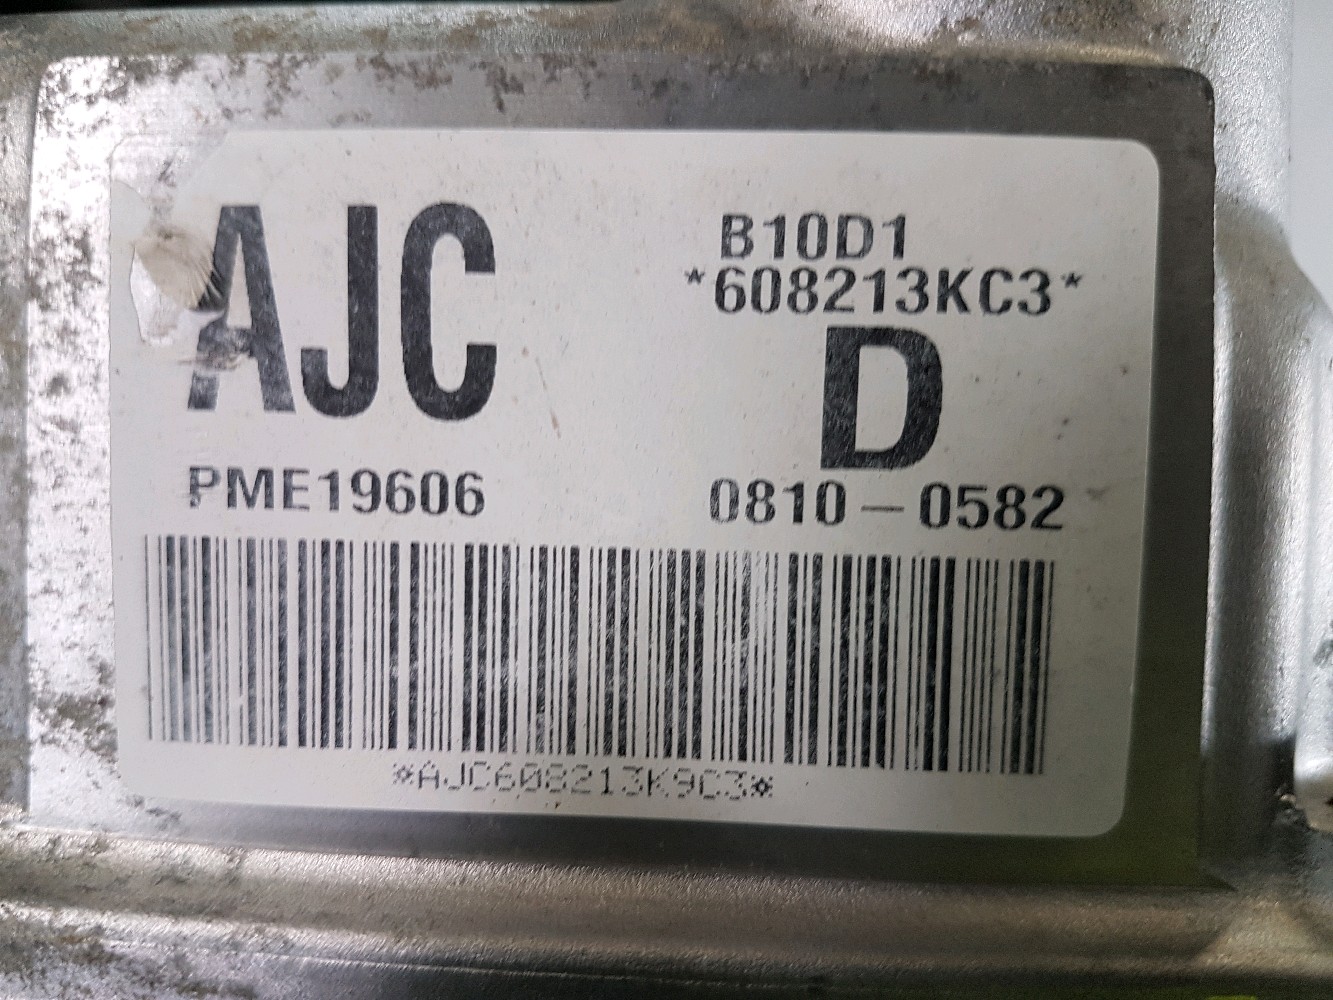 AJC
B10D1
*608213KC3*
D
PME19606
0810-0582
*AJC608213K9C3*